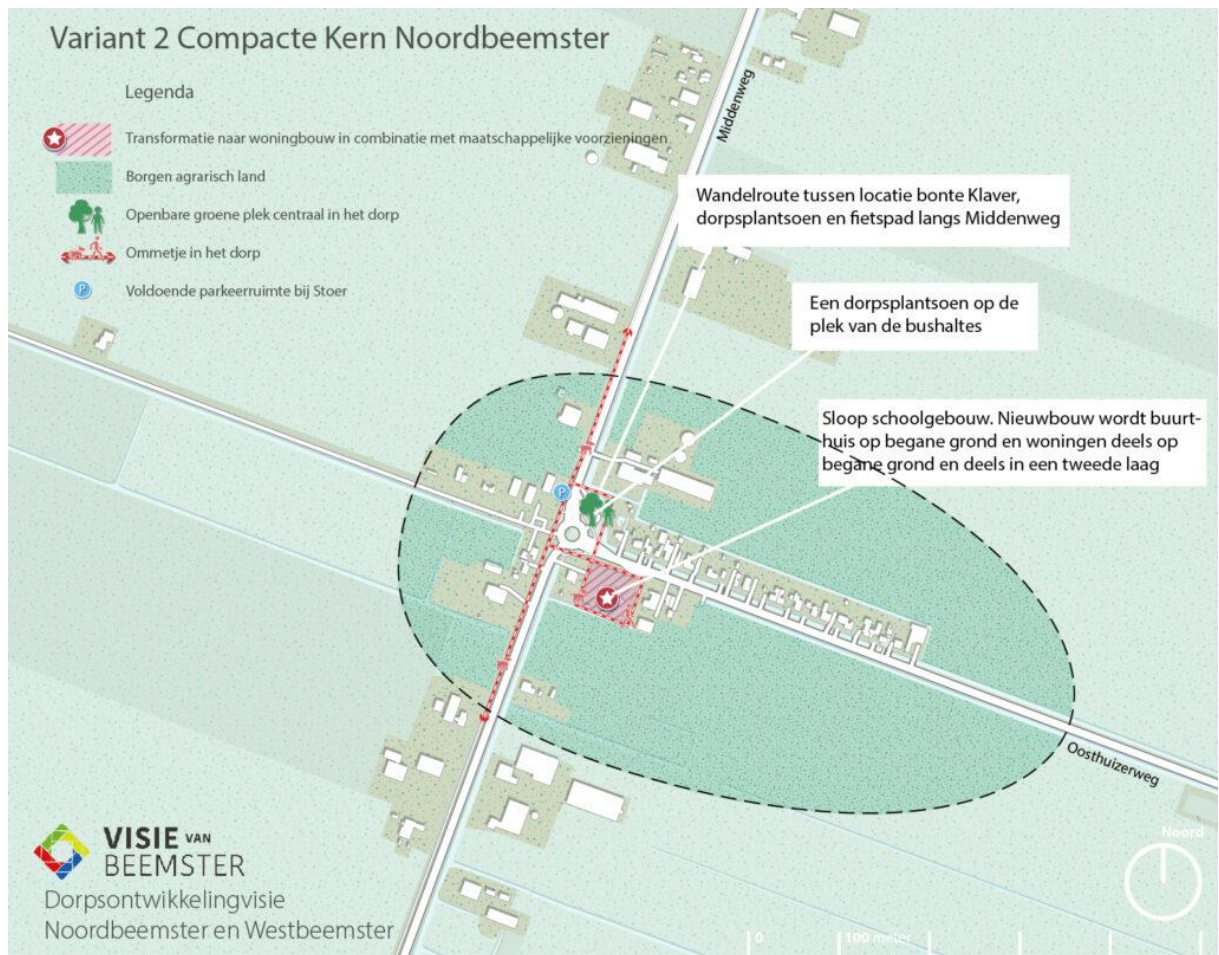 Variant 2 Compacte Kern Noordbeemster
Legenda
Transformatie naar woningbouw in combinatie met maatschappelijke voorzieningen
Borgen agrarisch land
Openbare groene plek centraal in het dorp
Ommetje in het dorp
P
Voldoende parkeerruimte bij Stoer
Middenweg
Wandelroute tussen locatie bonte Klaver,
dorpsplantsoen en fietspad langs Middenweg
Een dorpsplantsoen op de
plek van de bushaltes
Sloop schoolgebouw. Nieuwbouw wordt buurt-
huis op begane grond en woningen deels op
begane grond en deels in een tweede laag
P
Oosthuizerweg
VISIE VAN
BEEMSTER
Dorpsontwikkelingvisie
Noordbeemster en Westbeemster
Noord
0 100 meter